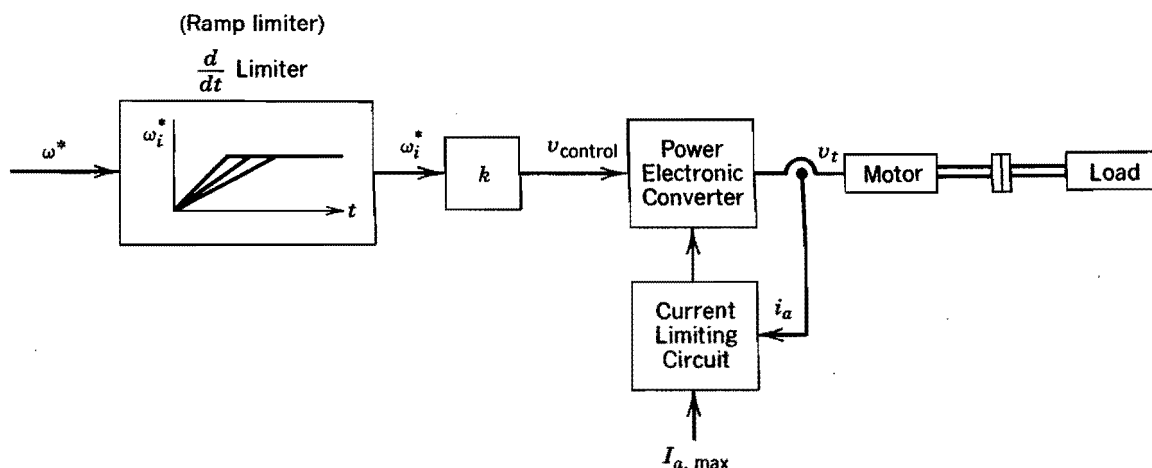 (Ramp limiter)
d/dt Limiter
ω*
ω_i*
t
ω_i*
k
v_control
Power
Electronic
Converter
v_t
Motor
Load
i_a
Current
Limiting
Circuit
I_a, max